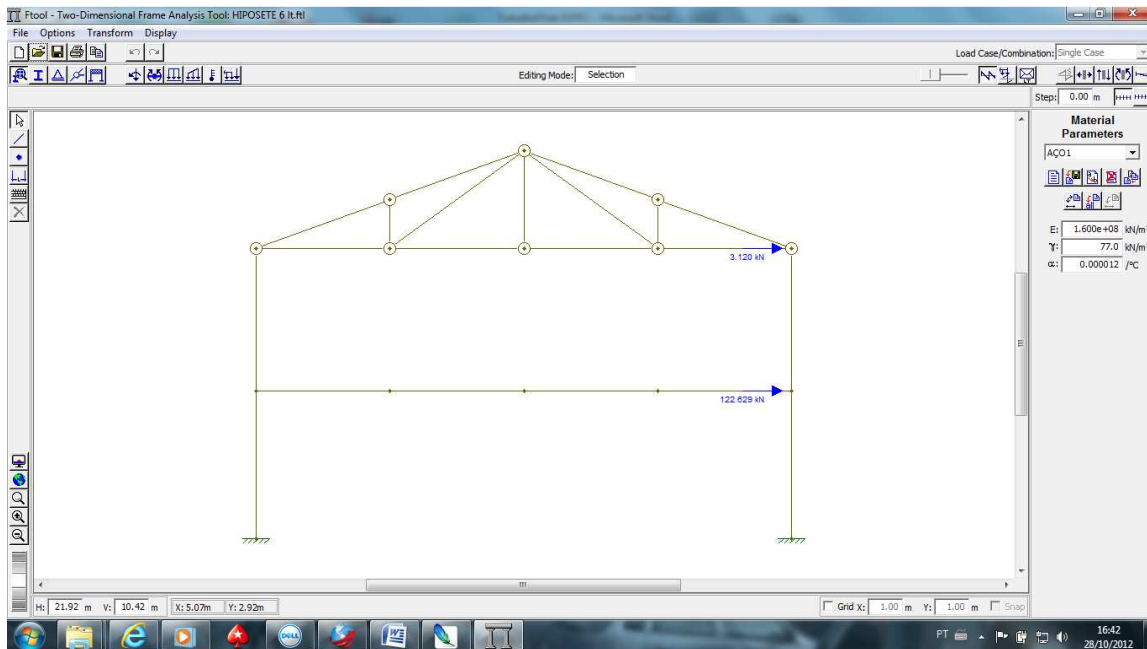 Ftool - Two-Dimensional Frame Analysis Tool: HIPOSETE 6 lt.ftl
File Options Transform Display
Load Case/Combination: Single Case
Editing Mode: Selection
Step: 0.00 m
Material Parameters
AÇO1
E: 1.600e+08 kN/m
γ: 77.0 kN/m
α: 0.000012 /°C
3.120 kN
122.629 kN
H: 21.92 m V: 10.42 m X: 5.07m Y: 2.92m
Grid X: 1.00 m Y: 1.00 m Snap
DELL
W
PT
16:42
28/10/2012